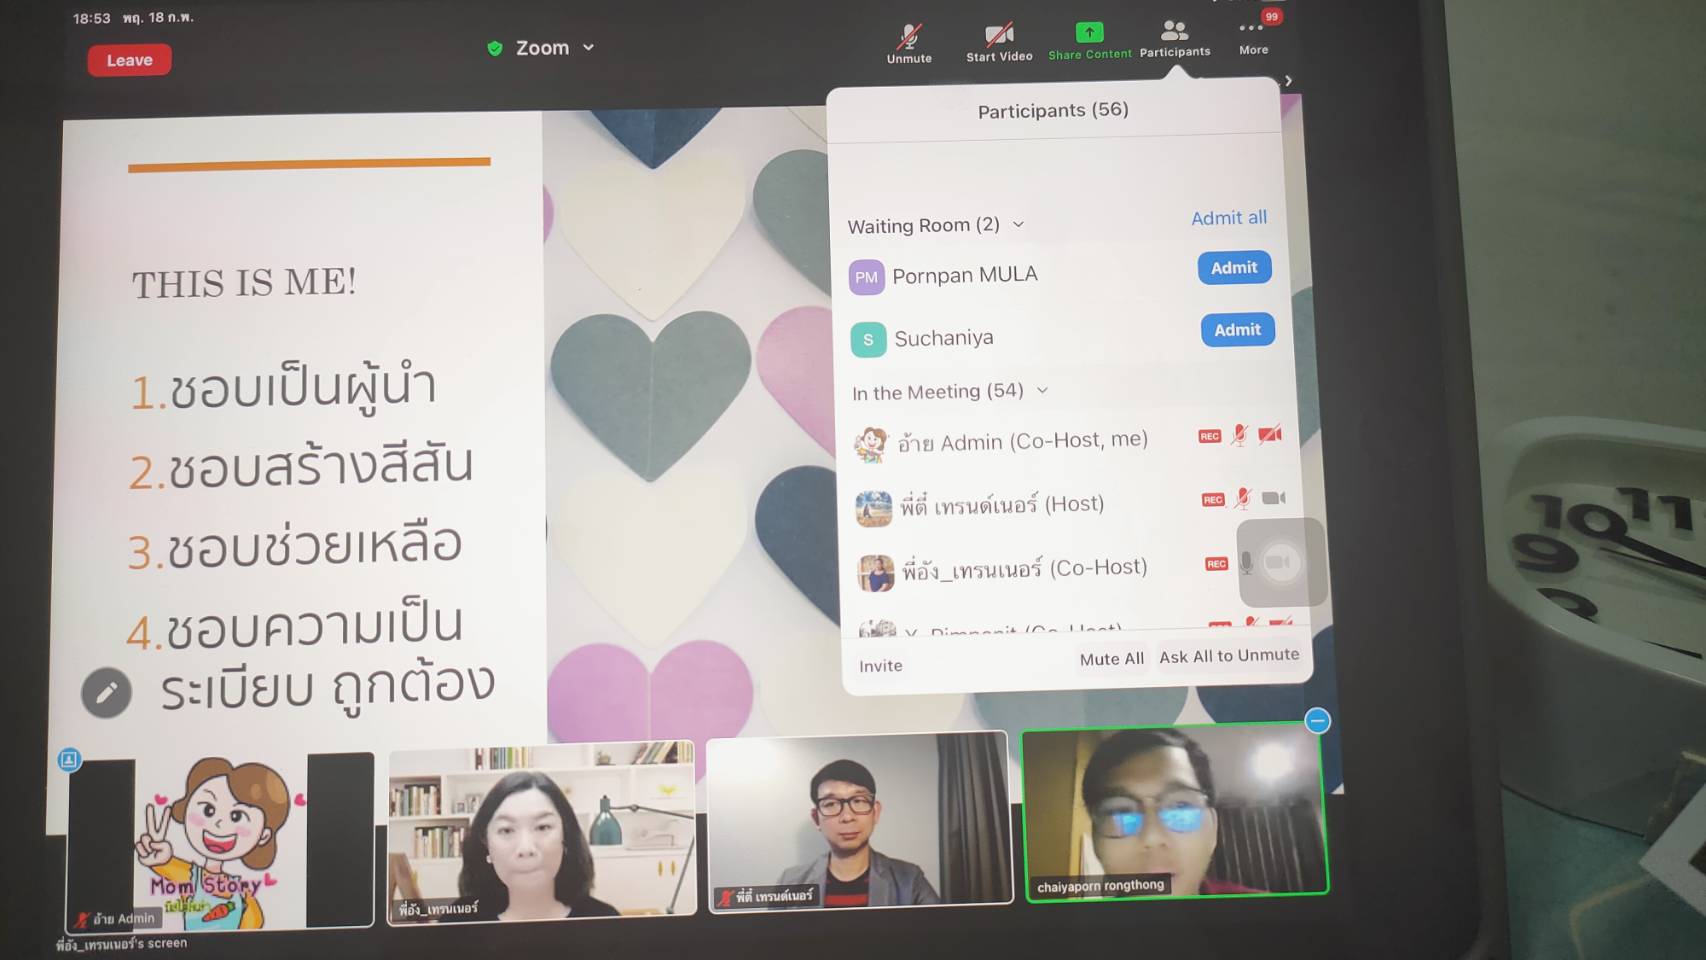 18:53 พฤ. 18 ก.พ.
Leave
Zoom
Unmute
Start Video
Share Content
Participants
99
More
THIS IS ME!
1.ชอบเป็นผู้นำ
2.ชอบสร้างสีสัน
3.ชอบช่วยเหลือ
4.ชอบความเป็น
ระเบียบ ถูกต้อง
Participants (56)
Waiting Room (2)
Admit all
PM Pornpan MULA
Admit
S Suchaniya
Admit
In the Meeting (54)
อ้าย Admin (Co-Host, me)
REC
พี่ตี๋ เทรนด์เนอร์ (Host)
REC
พี่อัง_เทรนเนอร์ (Co-Host)
REC
Invite
Mute All
Ask All to Unmute
Mom Story
อ้าย Admin
พี่อัง_เทรนเนอร์
พี่ตี๋ เทรนด์เนอร์
chaiyaporn rongthong
พี่อัง_เทรนเนอร์'s screen
11
10
9